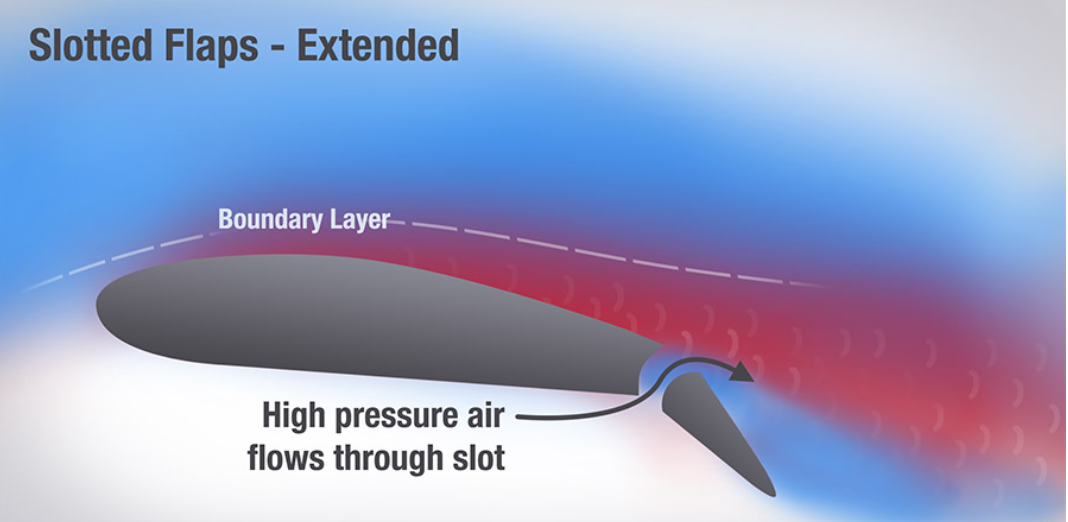 Slotted Flaps - Extended
Boundary Layer
High pressure air
flows through slot